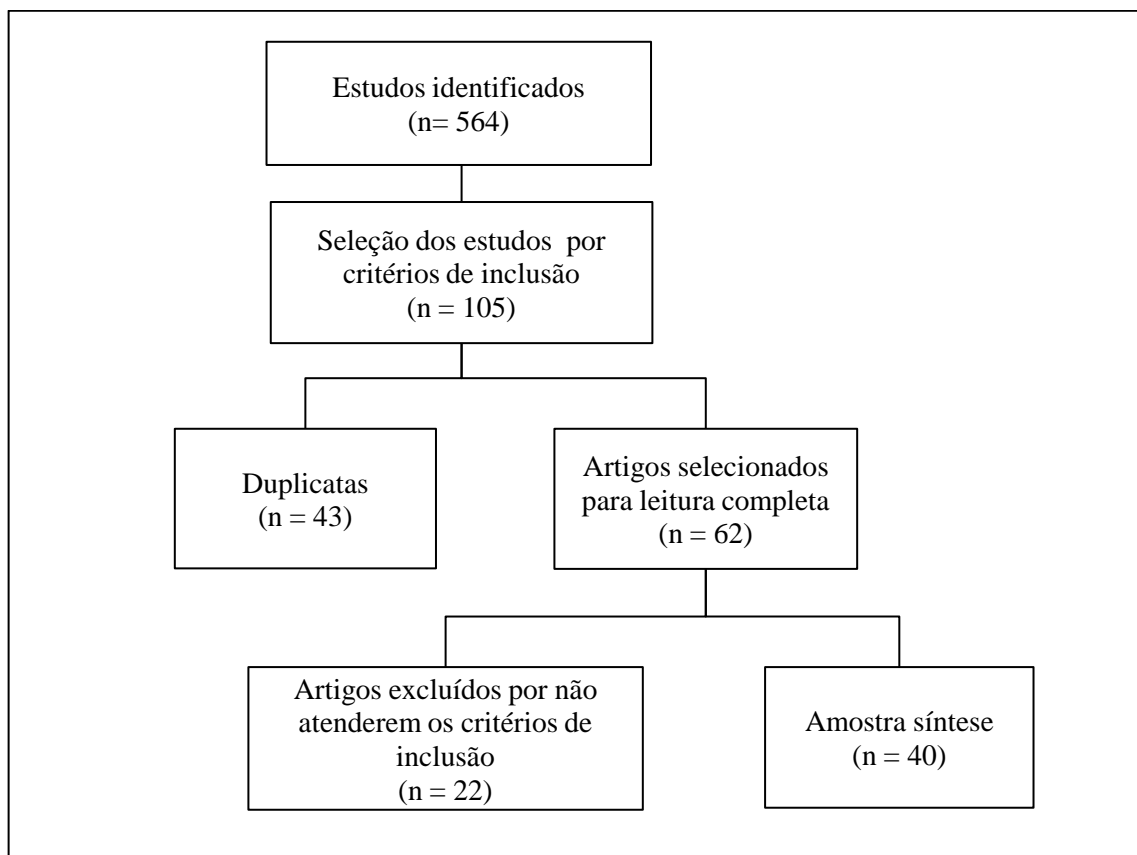 Estudos identificados
(n= 564)
Seleção dos estudos  por
critérios de inclusão
(n = 105)
Duplicatas
(n = 43)
Artigos selecionados
para leitura completa
(n = 62)
Artigos excluídos por não
atenderem os critérios de
inclusão
(n = 22)
Amostra síntese
(n = 40)